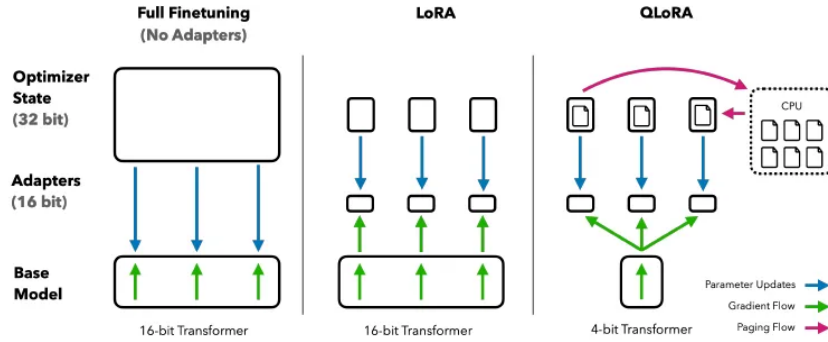 Full Finetuning
(No Adapters)
LoRA
QLoRA
Optimizer
State
(32 bit)
CPU
Adapters
(16 bit)
Base
Model
Parameter Updates
Gradient Flow
Paging Flow
16-bit Transformer
16-bit Transformer
4-bit Transformer